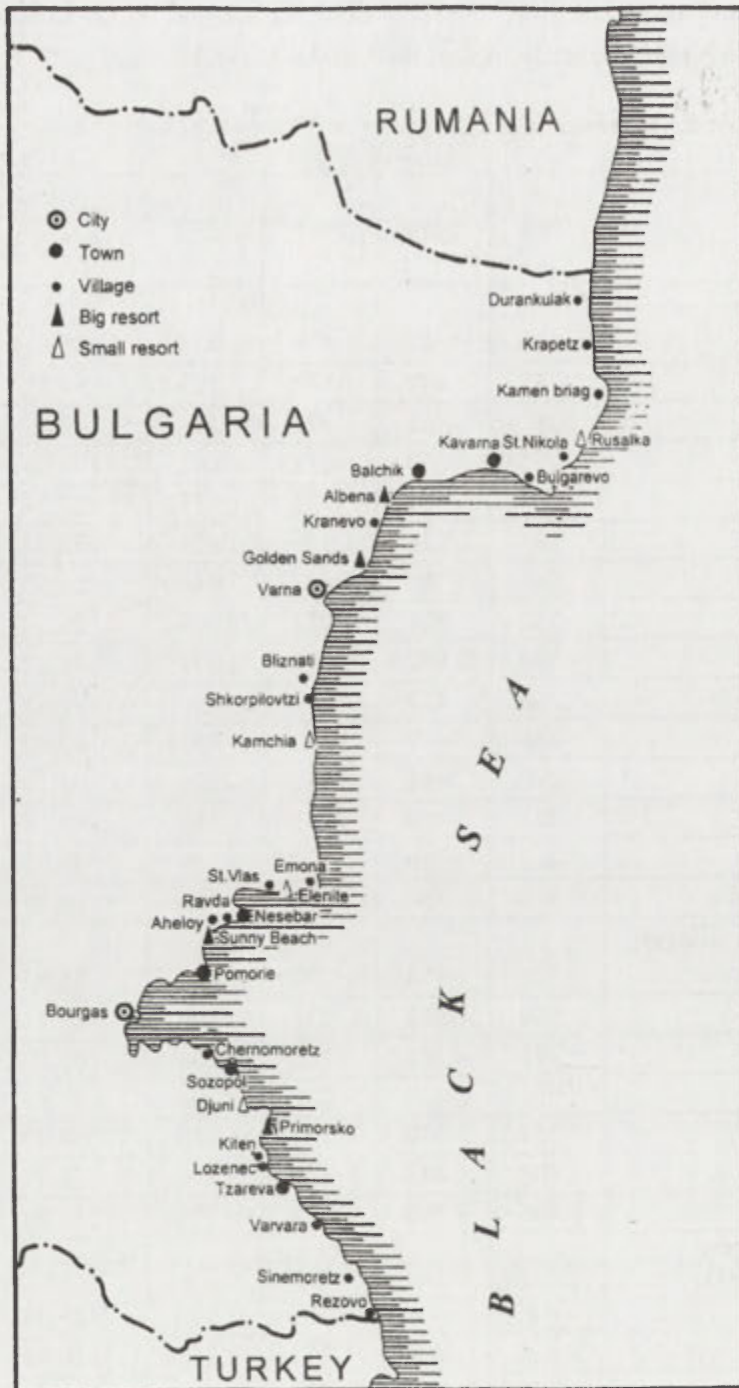 RUMANIA
City
Town
Village
Big resort
Small resort
BULGARIA
Durankulak
Krapetz
Kamen briag
Kavarna St.Nikola Rusalka
Balchik
Bulgarevo
Albena
Kranevo
Golden Sands
Varna
Bliznati
Shkorpilovtzi
Kamchia
Emona
St.Vlas
Elenite
Ravda
Nesebar
Aheloy
Sunny Beach
Pomorie
Bourgas
Chernomoretz
Sozopol
Djuni
Primorsko
Kiten
Lozenec
Tzareva
Varvara
Sinemoretz
Rezovo
TURKEY
BLACK SEA